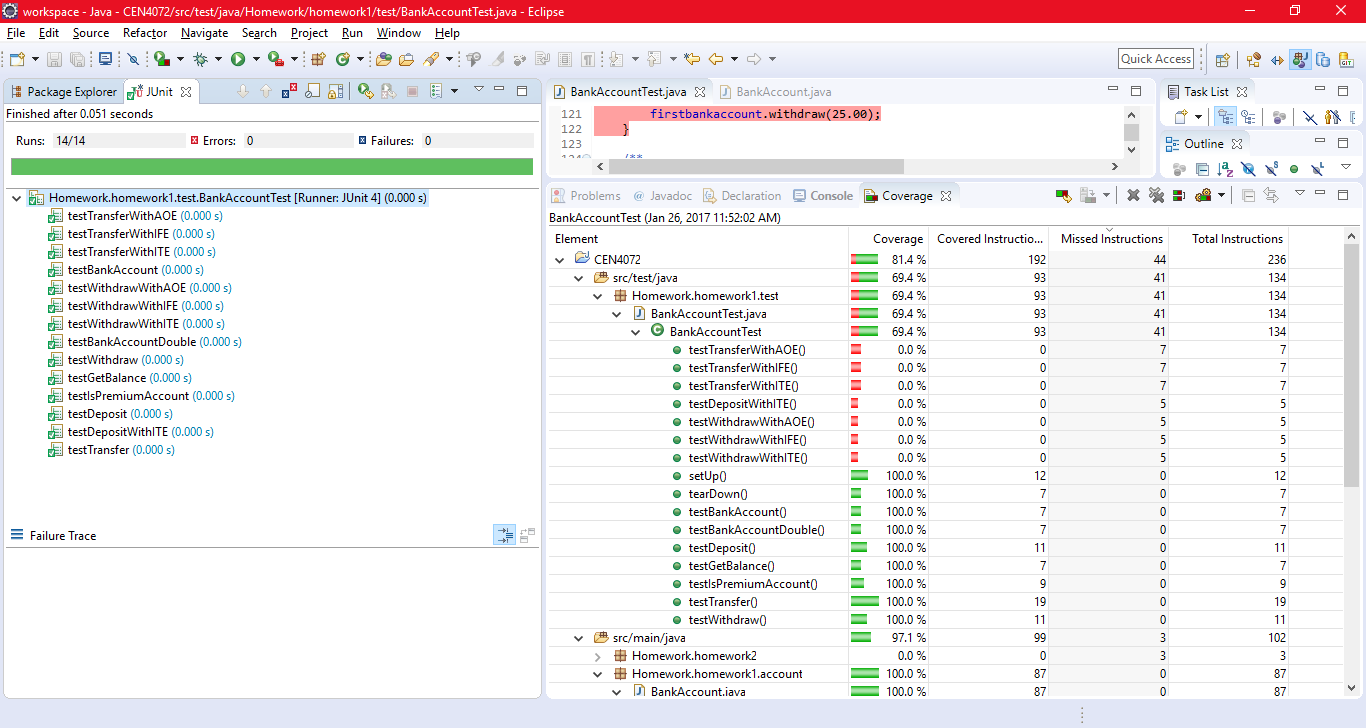 workspace - Java - CEN4072/src/test/java/Homework/homework1/test/BankAccountTest.java - Eclipse
File Edit Source Refactor Navigate Search Project Run Window Help
Quick Access
Package Explorer JUnit
Finished after 0.051 seconds
Runs: 14/14 Errors: 0 Failures: 0
Homework.homework1.test.BankAccountTest [Runner: JUnit 4] (0.000 s)
testTransferWithAOE (0.000 s)
testTransferWithIFE (0.000 s)
testTransferWithITE (0.000 s)
testBankAccount (0.000 s)
testWithdrawWithAOE (0.000 s)
testWithdrawWithIFE (0.000 s)
testWithdrawWithITE (0.000 s)
testBankAccountDouble (0.000 s)
testWithdraw (0.000 s)
testGetBalance (0.000 s)
testIsPremiumAccount (0.000 s)
testDeposit (0.000 s)
testDepositWithITE (0.000 s)
testTransfer (0.000 s)
Failure Trace
BankAccountTest.java BankAccount.java
121 firstbankaccount.withdraw(25.00);
122 }
123
124 /**
Task List
Outline
Problems Javadoc Declaration Console Coverage
BankAccountTest (Jan 26, 2017 11:52:02 AM)
Element Coverage Covered Instructio... Missed Instructions Total Instructions
CEN4072 81.4 % 192 44 236
src/test/java 69.4 % 93 41 134
Homework.homework1.test 69.4 % 93 41 134
BankAccountTest.java 69.4 % 93 41 134
BankAccountTest 69.4 % 93 41 134
testTransferWithAOE() 0.0 % 0 7 7
testTransferWithIFE() 0.0 % 0 7 7
testTransferWithITE() 0.0 % 0 7 7
testDepositWithITE() 0.0 % 0 5 5
testWithdrawWithAOE() 0.0 % 0 5 5
testWithdrawWithIFE() 0.0 % 0 5 5
testWithdrawWithITE() 0.0 % 0 5 5
setUp() 100.0 % 12 0 12
tearDown() 100.0 % 7 0 7
testBankAccount() 100.0 % 7 0 7
testBankAccountDouble() 100.0 % 7 0 7
testDeposit() 100.0 % 11 0 11
testGetBalance() 100.0 % 7 0 7
testIsPremiumAccount() 100.0 % 9 0 9
testTransfer() 100.0 % 19 0 19
testWithdraw() 100.0 % 11 0 11
src/main/java 97.1 % 99 3 102
Homework.homework2 0.0 % 0 3 3
Homework.homework1.account 100.0 % 87 0 87
BankAccount.java 100.0 % 87 0 87